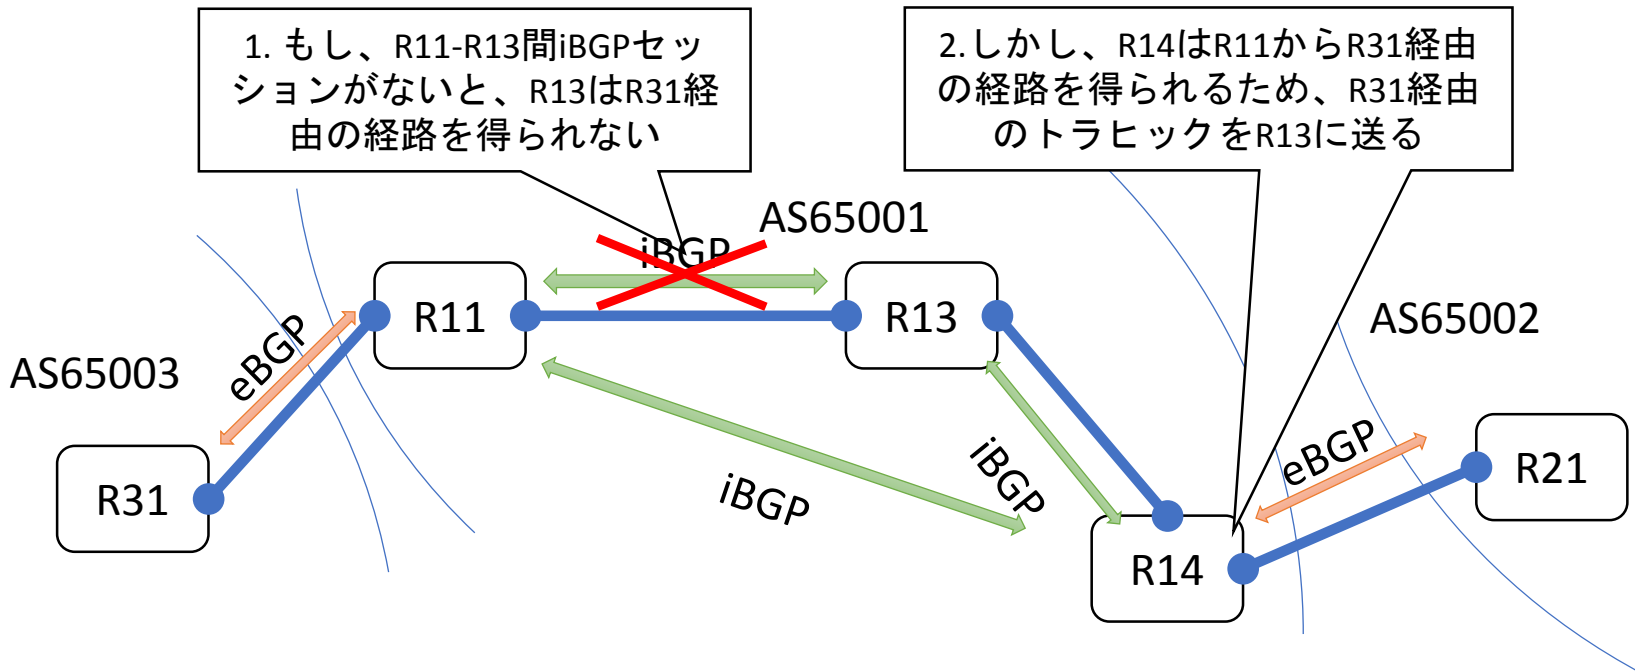 1. もし、R11-R13間iBGPセッ
ションがないと、R13はR31経
由の経路を得られない
2.しかし、R14はR11からR31経由
の経路を得られるため、R31経由
のトラヒックをR13に送る
AS65001
iBGP
R11
R13
AS65002
eBGP
AS65003
eBGP
R21
iBGP
iBGP
R31
R14